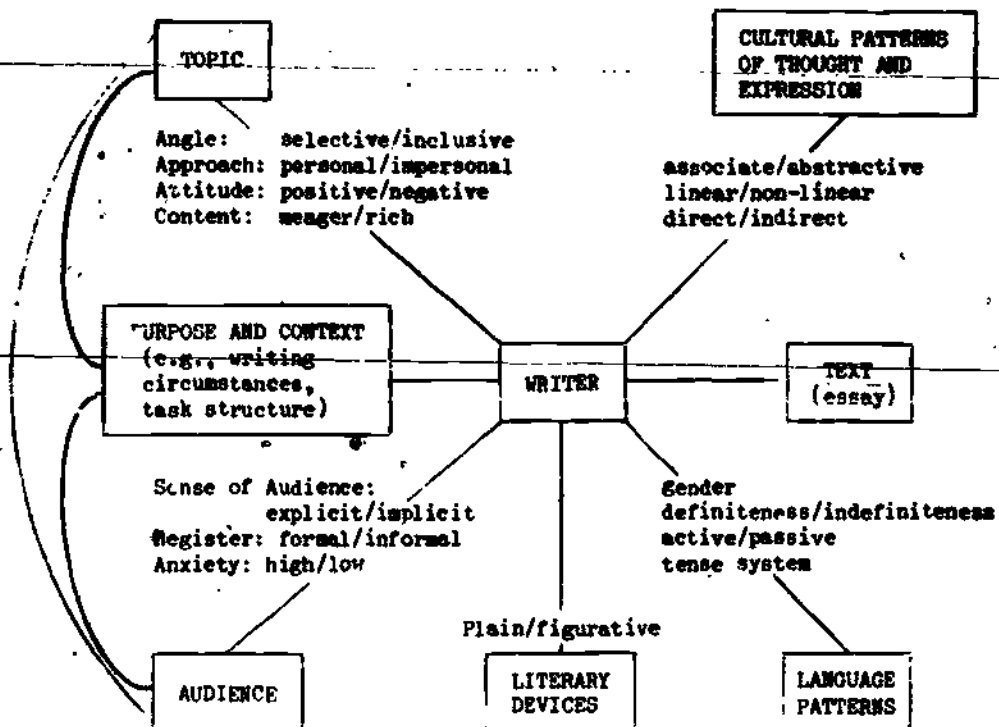 TOPIC
CULTURAL PATTERNS
OF THOUGHT AND
EXPRESSION
Angle: selective/inclusive
Approach: personal/impersonal
Attitude: positive/negative
Content: meager/rich
associate/abstractive
linear/non-linear
direct/indirect
PURPOSE AND CONTEXT
(e.g., writing
circumstances,
task structure)
WRITER
TEXT
(essay)
Sense of Audience:
explicit/implicit
Register: formal/informal
Anxiety: high/low
gender
definiteness/indefiniteness
active/passive
tense system
Plain/figurative
AUDIENCE
LITERARY
DEVICES
LANGUAGE
PATTERNS